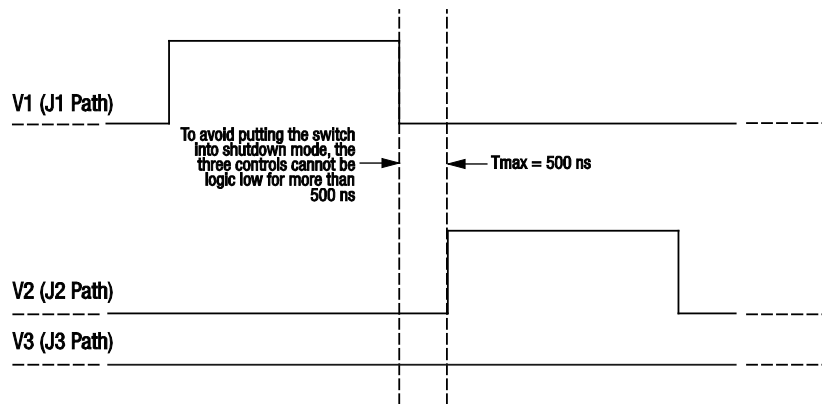 V1 (J1 Path)
To avoid putting the switch
into shutdown mode, the
three controls cannot be
logic low for more than
500 ns
Tmax = 500 ns
V2 (J2 Path)
V3 (J3 Path)